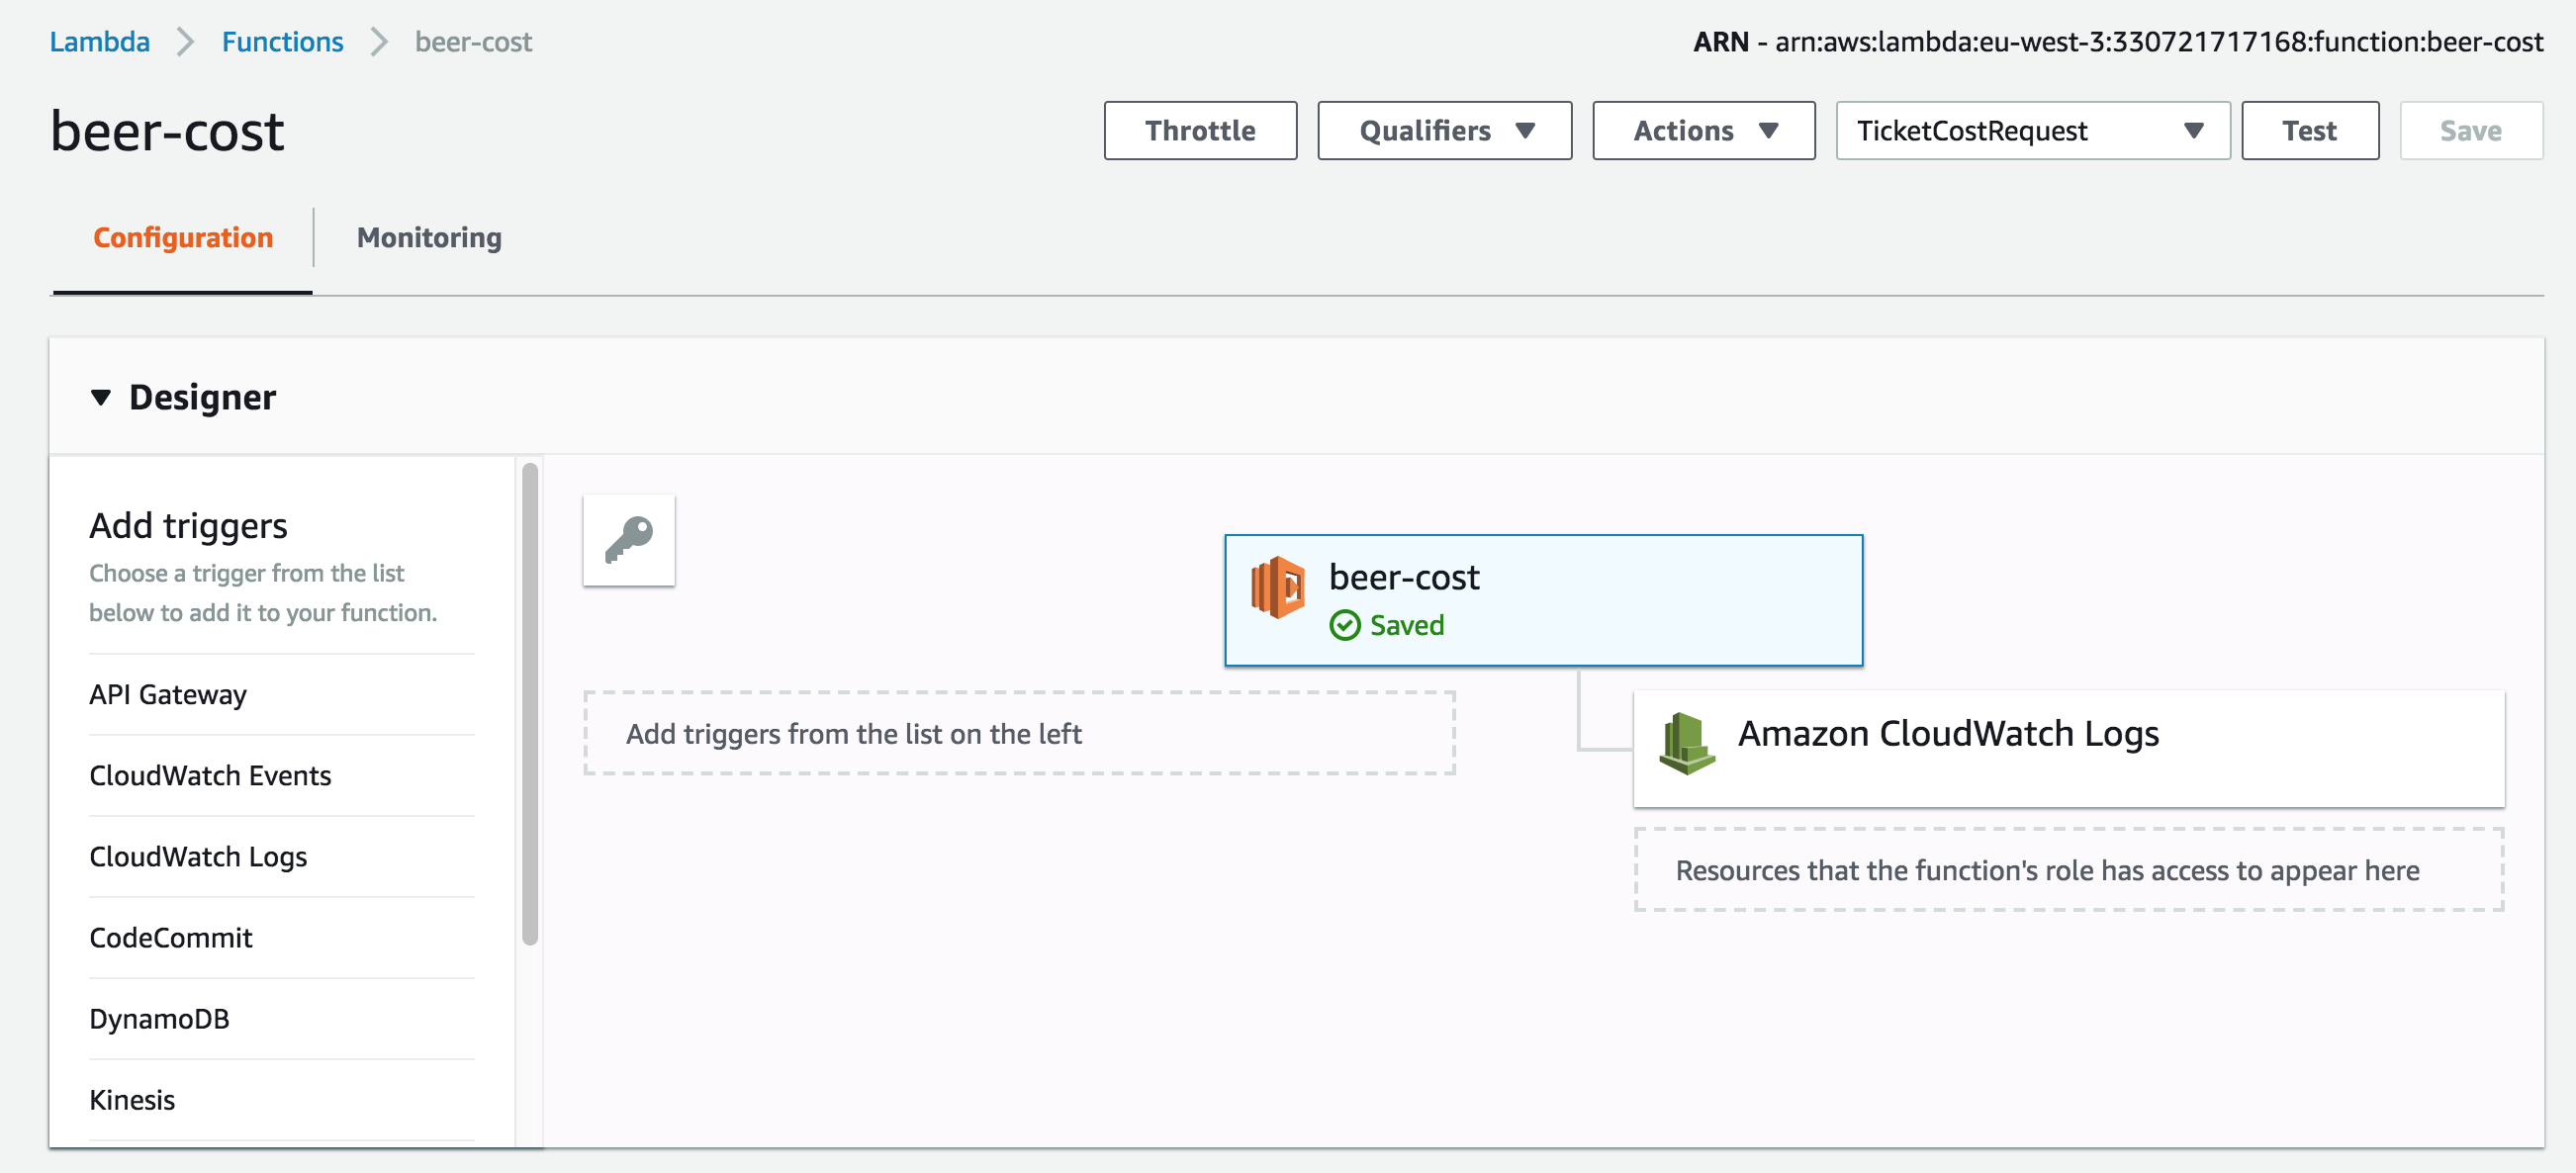 Lambda Functions beer-cost
ARN - arn:aws:lambda:eu-west-3:330721717168:function:beer-cost
beer-cost
Throttle
Qualifiers
Actions
TicketCostRequest
Test
Save
Configuration
Monitoring
Designer
Add triggers
Choose a trigger from the list
below to add it to your function.
API Gateway
CloudWatch Events
CloudWatch Logs
CodeCommit
DynamoDB
Kinesis
beer-cost
Saved
Add triggers from the list on the left
Amazon CloudWatch Logs
Resources that the function's role has access to appear here